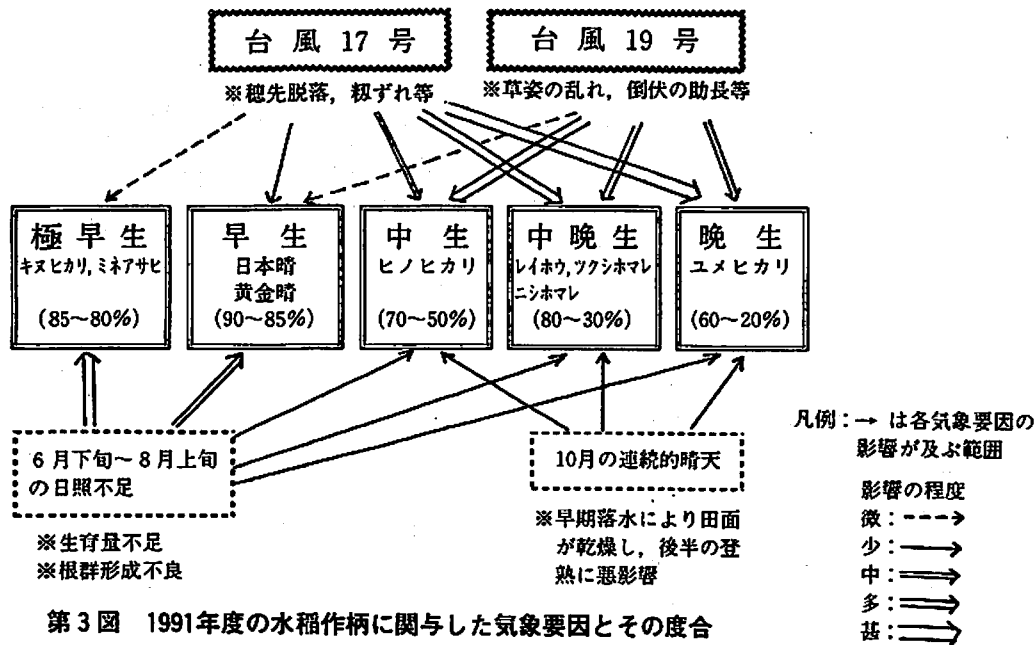 台風17号
台風19号
※穂先脱落，籾ずれ等
※草姿の乱れ，倒伏の助長等
極早生
キヌヒカリ，ミネアサヒ
(85～80%)
早生
日本晴
黄金晴
(90～85%)
中生
ヒノヒカリ
(70～50%)
中晩生
レイホウ，ツクシホマレ
ニシホマレ
(80～30%)
晩生
ユメヒカリ
(60～20%)
6月下旬～8月上旬
の日照不足
※生育量不足
※根群形成不良
10月の連続的晴天
※早期落水により田面
が乾燥し，後半の登
熟に悪影響
凡例：→ は各気象要因の
影響が及ぶ範囲
影響の程度
微：
少：
中：
多：
甚：
第3図 1991年度の水稲作柄に関与した気象要因とその度合